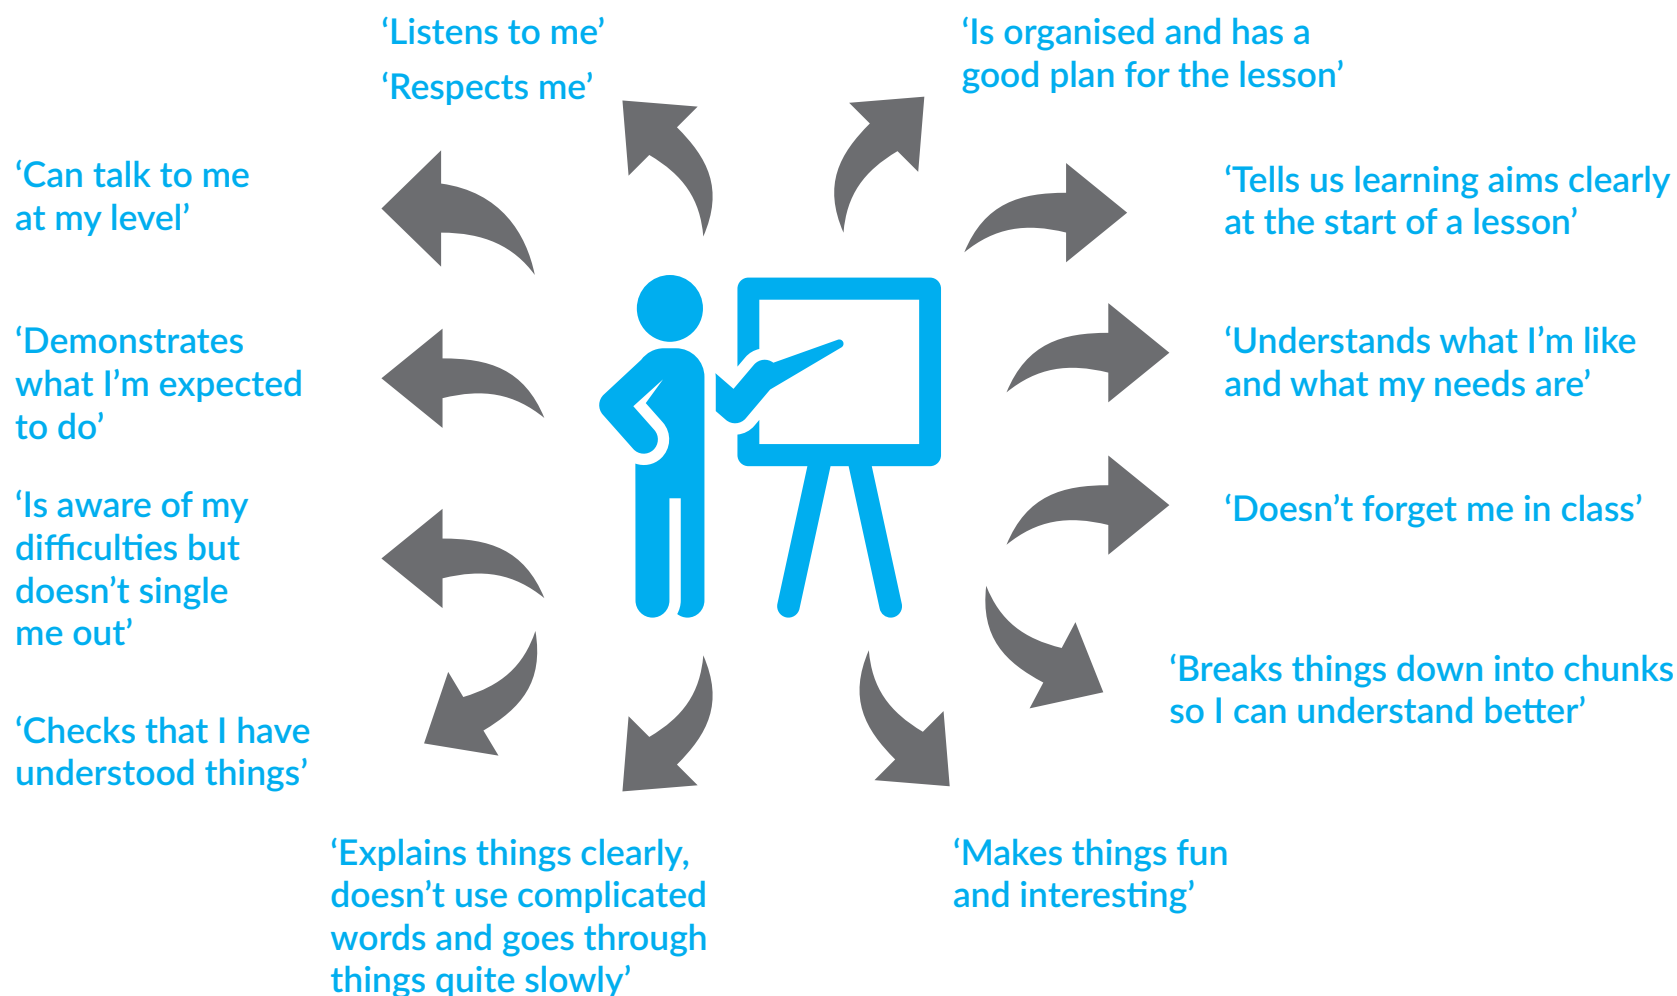 ‘Listens to me’
‘Respects me’
‘Is organised and has a
good plan for the lesson’
‘Can talk to me
at my level’
‘Tells us learning aims clearly
at the start of a lesson’
‘Demonstrates
what I’m expected
to do’
‘Understands what I’m like
and what my needs are’
‘Is aware of my
difficulties but
doesn’t single
me out’
‘Doesn’t forget me in class’
‘Breaks things down into chunks
so I can understand better’
‘Checks that I have
understood things’
‘Explains things clearly,
doesn’t use complicated
words and goes through
things quite slowly’
‘Makes things fun
and interesting’